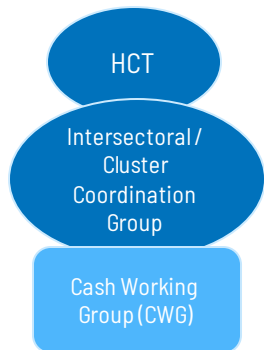 HCT
Intersectoral /
Cluster
Coordination
Group
Cash Working
Group (CWG)